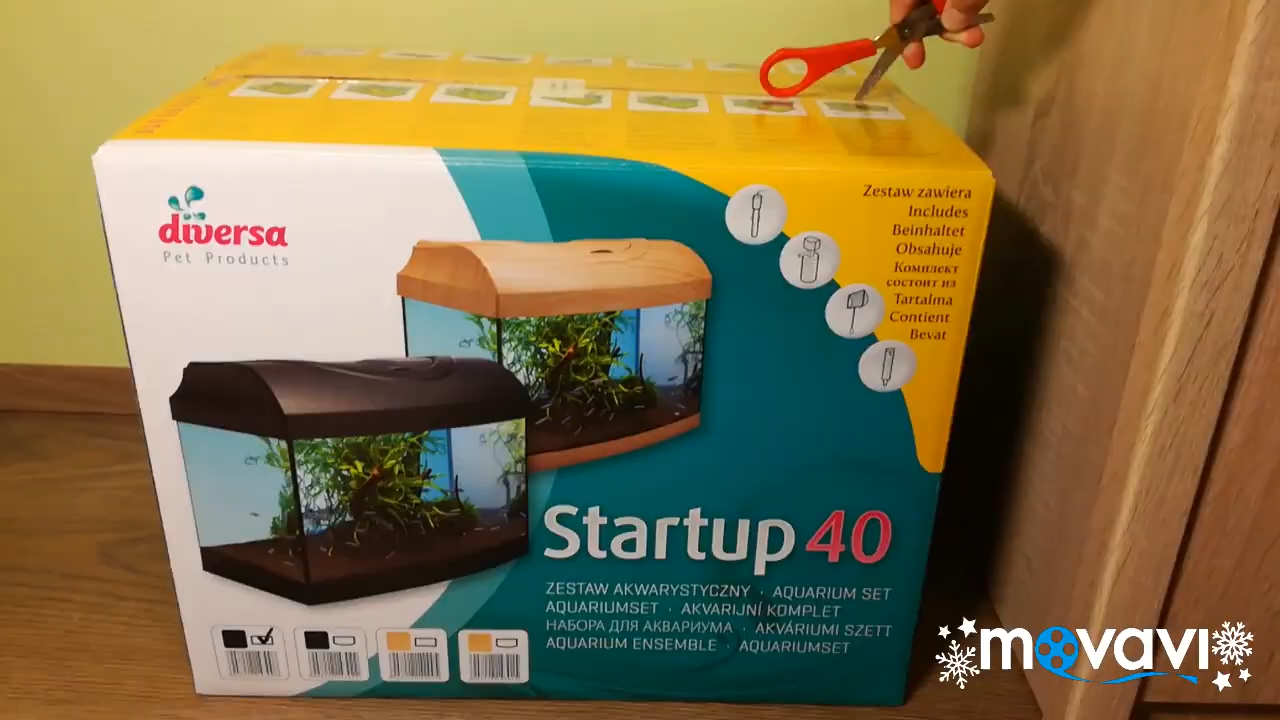 diversa
Pet Products
Zestaw zawiera
Includes
Beinhaltet
Obsahuje
Комплект
состоит из
Tartalma
Contient
Bevat
Startup 40
ZESTAW AKWARYSTYCZNY · AQUARIUM SET
AQUARIUMSET · AKVARIJNÍ KOMPLET
НАБОРА ДЛЯ АКВАРИУМА · AKVÁRIUMI SZETT
AQUARIUM ENSEMBLE · AQUARIUMSET
movavi